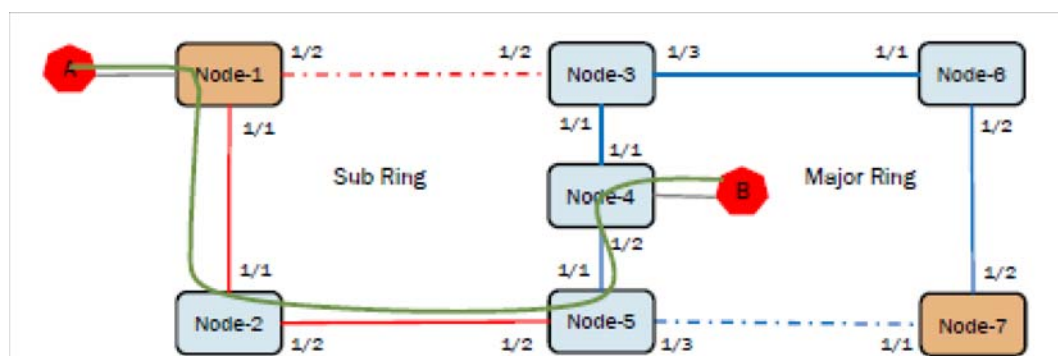 1/2 1/2 1/3 1/1
A Node-1 Node-3 Node-6
1/1 1/1 1/2
1/1
Sub Ring Node-4 B Major Ring
1/2
1/1 1/1 1/2
Node-2 Node-5 Node-7
1/2 1/2 1/3 1/1